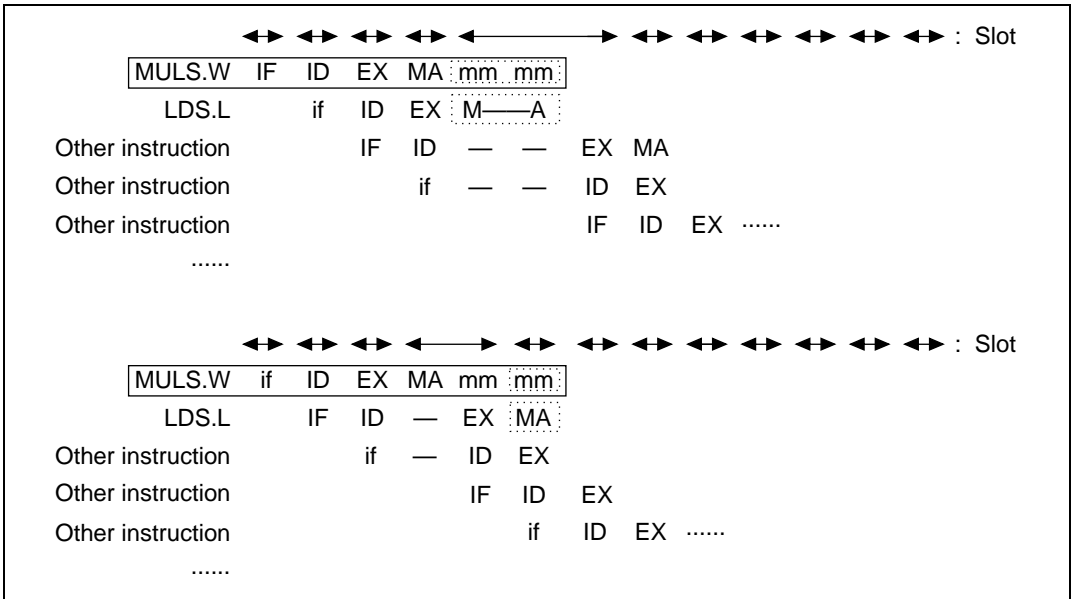 : Slot
MULS.W IF ID EX MA mm mm
LDS.L if ID EX M——A
Other instruction IF ID — — EX MA
Other instruction if — — ID EX
Other instruction IF ID EX ······
······
: Slot
MULS.W if ID EX MA mm mm
LDS.L IF ID — EX MA
Other instruction if — ID EX
Other instruction IF ID EX
Other instruction if ID EX ······
······